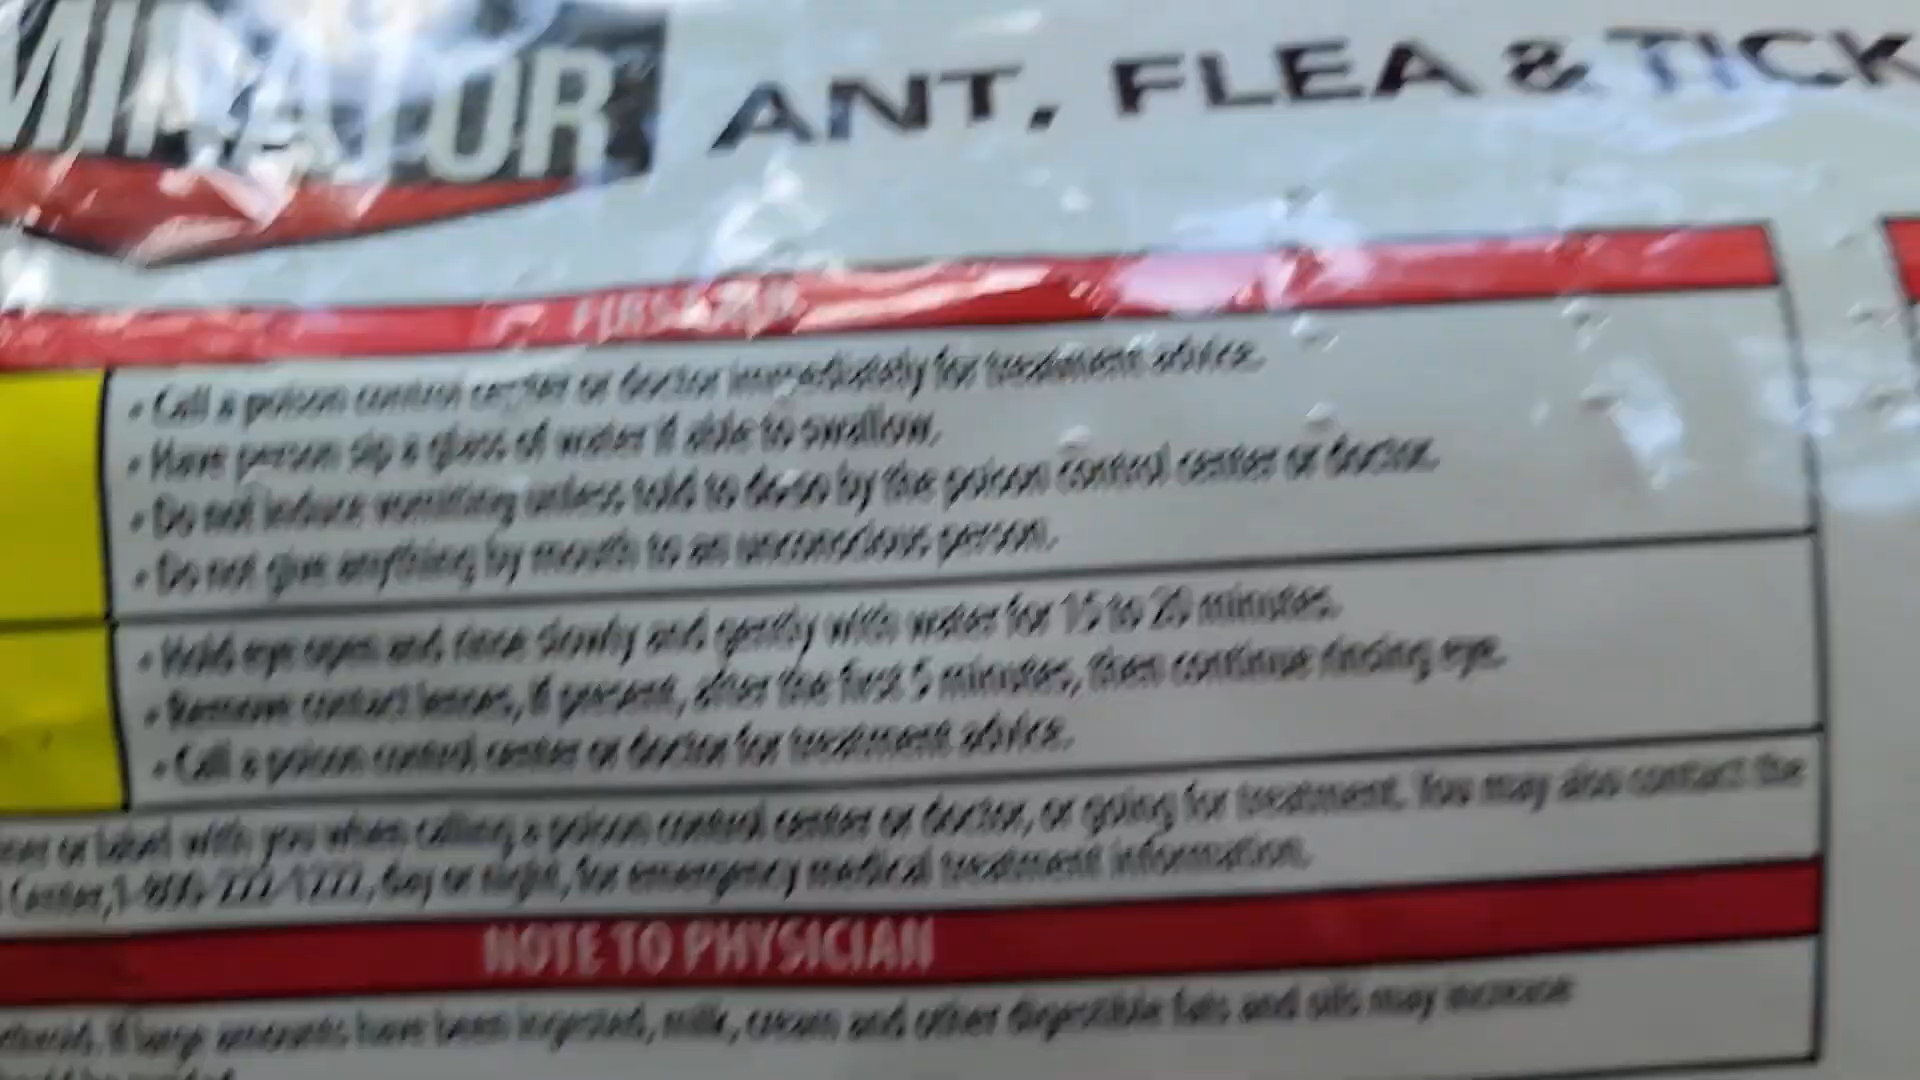 MINATOR ANT, FLEA & TICK
FIRST AID
• Call a poison control center or doctor immediately for treatment advice.
• Have person sip a glass of water if able to swallow.
• Do not induce vomiting unless told to do so by the poison control center or doctor.
• Do not give anything by mouth to an unconscious person.
• Hold eye open and rinse slowly and gently with water for 15 to 20 minutes.
• Remove contact lenses, if present, after the first 5 minutes, then continue rinsing eye.
• Call a poison control center or doctor for treatment advice.
or label with you when calling a poison control center or doctor, or going for treatment. You may also contact the
Center, day or night, for emergency medical treatment information.
NOTE TO PHYSICIAN
If large amounts have been ingested, milk, cream and other digestible fats and oils may increase